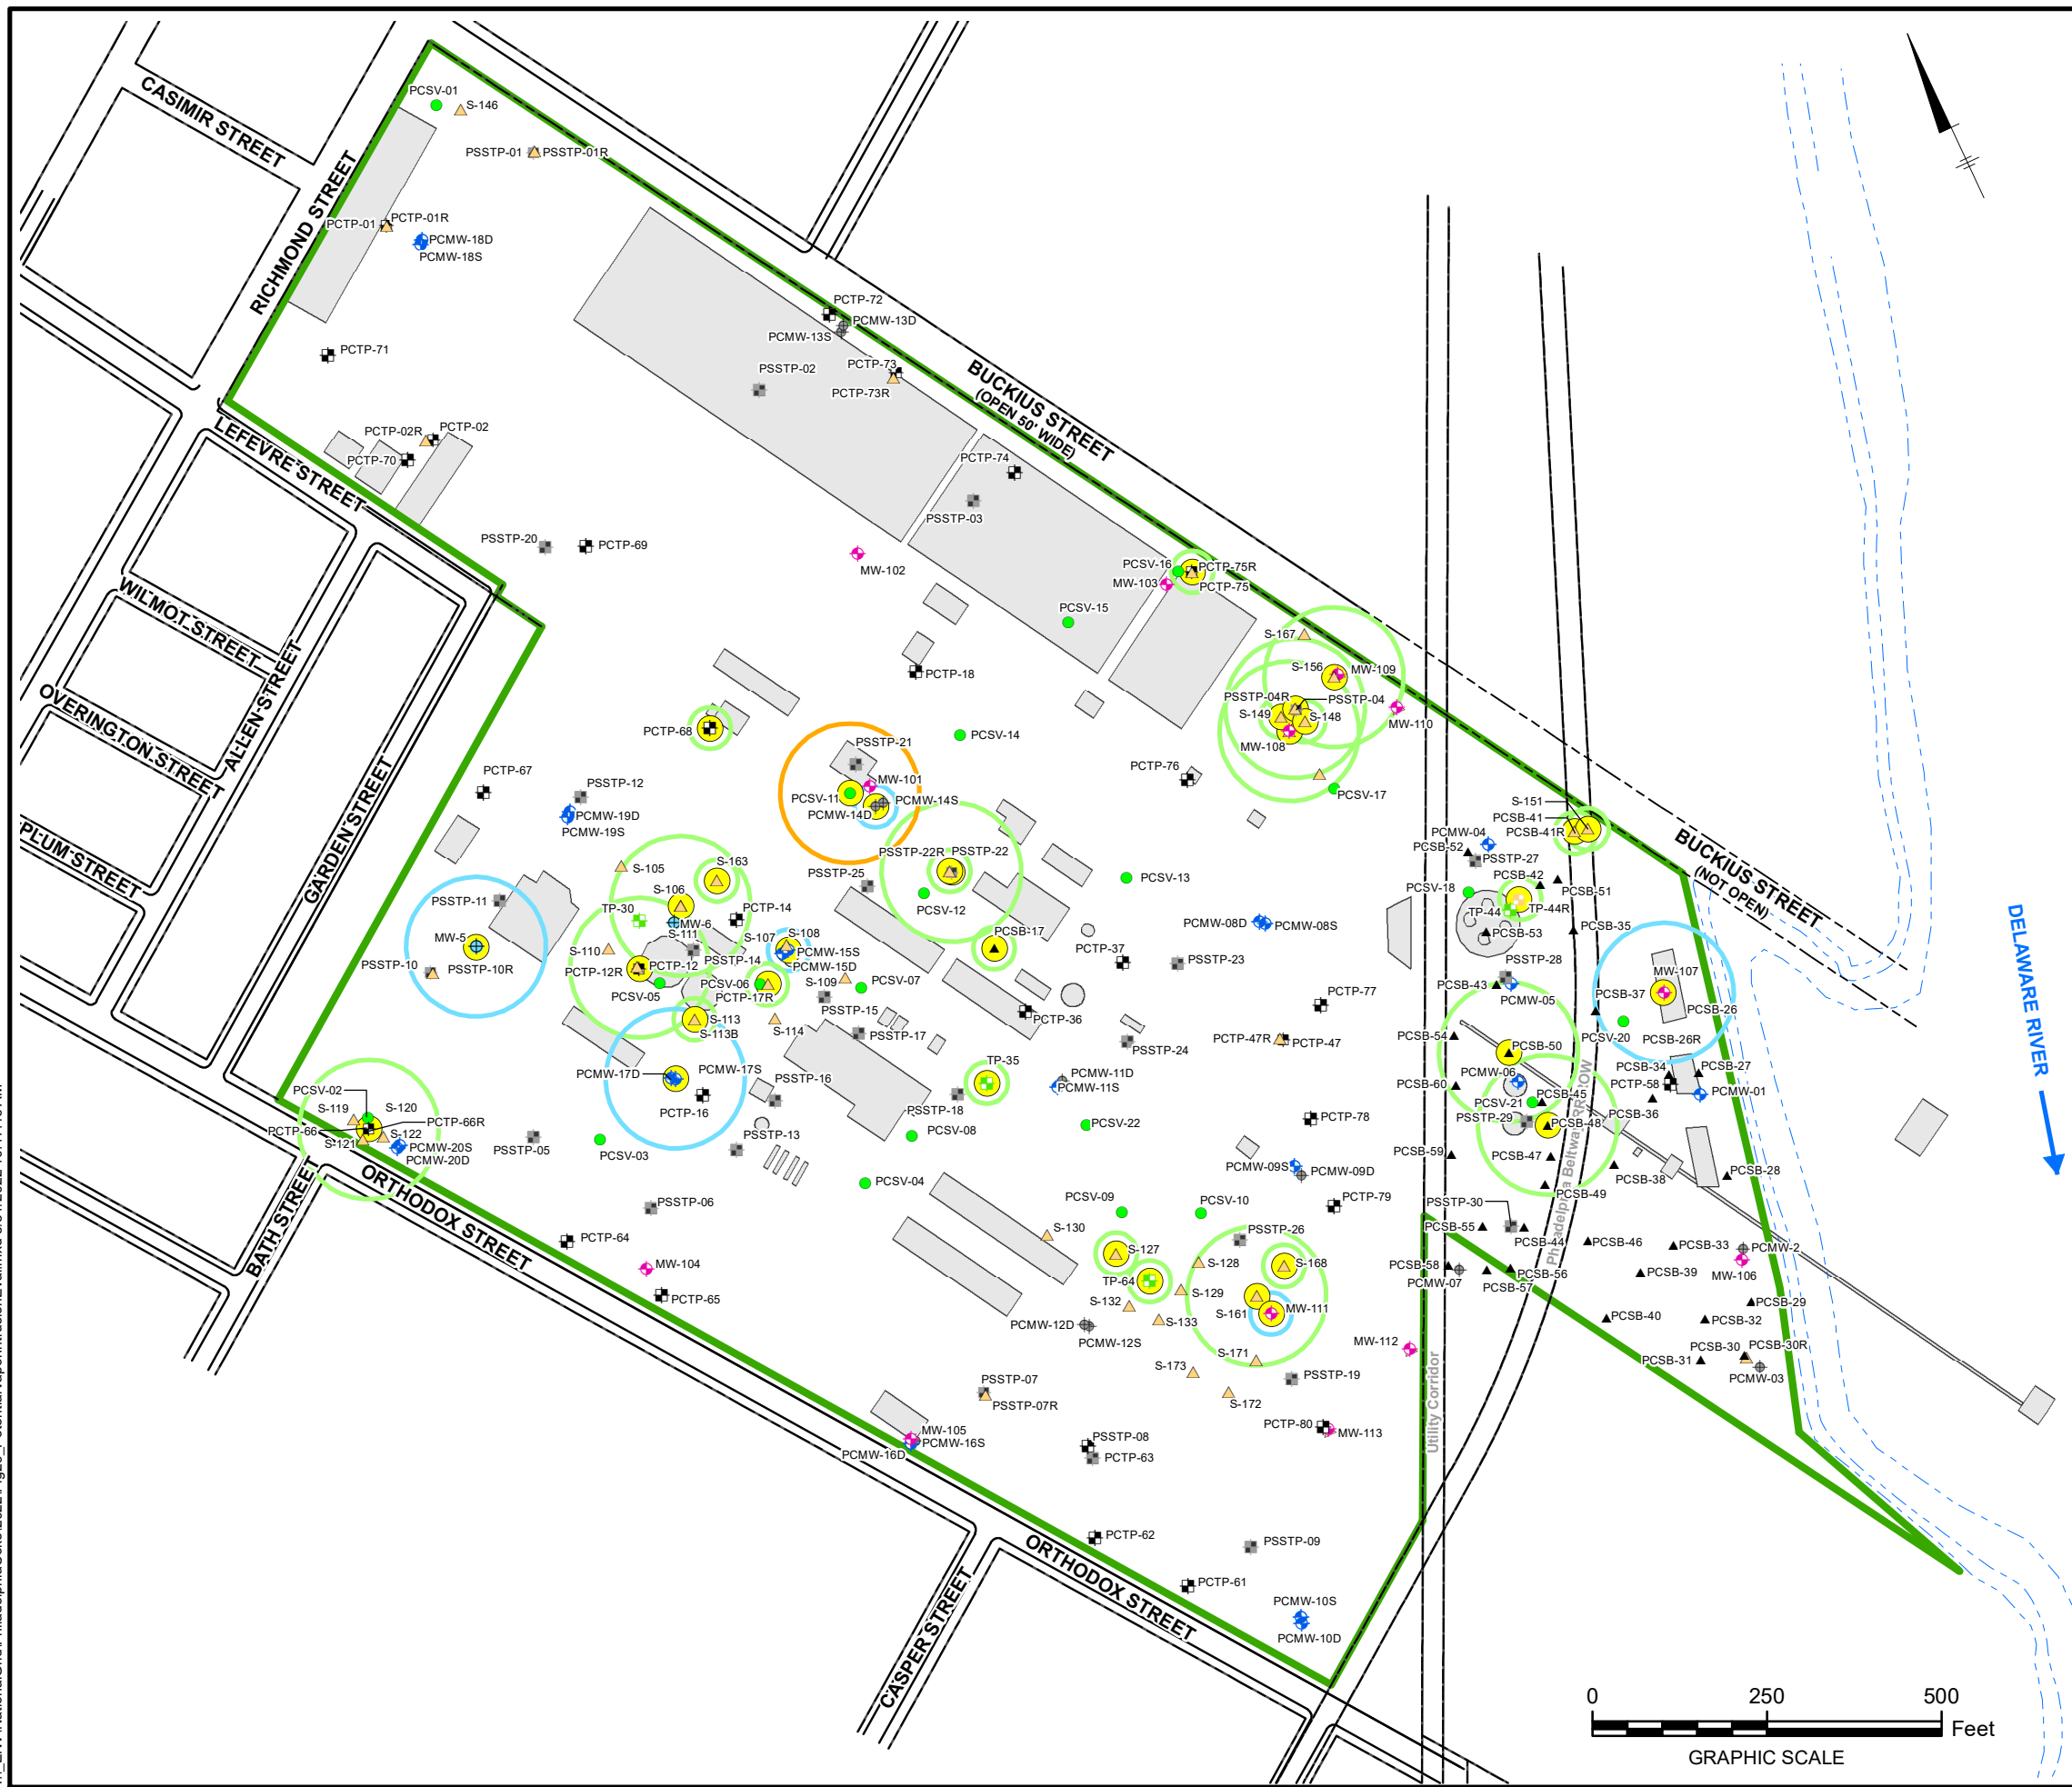 PCSV-01
S-146
CASIMIR STREET
PSSTP-01
PSSTP-01R
RICHMOND STREET
PCTP-01R
PCTP-01
PCMW-18D
PCMW-18S
PCTP-72
PCMW-13D
PCMW-13S
PCTP-71
PCTP-73
PSSTP-02
PCTP-73R
BUCKIUS STREET
(OPEN 50' WIDE)
PCTP-02R
PCTP-02
PCTP-70
LEFEVRE STREET
PCTP-74
PSSTP-03
PSSTP-20
PCTP-69
MW-102
PCSV-16
PCTP-75R
MW-103
PCTP-75
WILMOT STREET
PCSV-15
S-167
ALLEN STREET
S-156
MW-109
PCTP-18
OVERINGTON STREET
PSSTP-04R
PSSTP-04
S-149
S-148
MW-110
MW-108
PCTP-68
PCSV-14
PSSTP-21
PCTP-67
PSSTP-12
MW-101
PCTP-76
PCSV-17
PCSV-11
PCMW-14S
PCMW-14D
S-151
PCSB-41
PCSB-41R
PCMW-19D
PCMW-19S
PLUM STREET
GARDEN STREET
BUCKIUS STREET
(NOT OPEN)
PCMW-04
PCSB-52
PSSTP-27
PSSTP-22R
PSSTP-22
S-163
S-105
PSSTP-25
PCSV-13
PCSB-42
PCSB-51
PCSV-18
PCSV-12
PSSTP-11
S-106
TP-30
MW-6
PCTP-14
TP-44
TP-44R
PCMW-08D
PCMW-08S
PCSB-35
PCSB-53
DELAWARE RIVER
MW-5
S-111
S-107
S-108
PCSB-17
PCTP-37
S-110
PCMW-15S
PSSTP-14
PCMW-15D
PSSTP-10
PSSTP-10R
PCTP-12R
PCTP-12
PSSTP-23
PSSTP-28
MW-107
PCSV-05
PCSV-06
S-109
PCSV-07
PCTP-17R
PCSB-43
PCMW-05
PCSB-37
PCSB-26
PSSTP-15
PCTP-36
PCTP-77
S-113
S-113B
S-114
PSSTP-17
PCSV-20
PCSB-26R
PCSB-54
PCTP-47R
PCTP-47
PSSTP-24
PCSB-50
TP-35
PCMW-17D
PCMW-17S
PCMW-11D
PCMW-11S
PCMW-06
PCSB-34
PCSB-27
PCTP-58
PCMW-01
PCSB-60
PCTP-16
PSSTP-16
PSSTP-18
PCSV-21
PCSB-45
PCSB-36
PCSV-02
S-119
S-120
PCTP-66
PCTP-66R
S-122
S-121
PCMW-20S
PCMW-20D
PSSTP-05
PCSV-03
PSSTP-13
PCSV-08
PCSV-22
PCTP-78
PSSTP-29
PCSB-48
PCSB-59
PCSB-47
PCSB-38
PCSB-28
PCMW-09S
PCMW-09D
PCSB-49
Philadelphia Beltway ARROW
ORTHODOX STREET
BATH STREET
PSSTP-06
PCSV-04
PCSV-09
PCSV-10
PCTP-79
PSSTP-30
PCSB-55
PCSB-44
PCSB-46
PCSB-33
PCMW-2
MW-106
PCTP-64
MW-104
PCTP-65
S-130
S-127
PSSTP-26
S-128
S-168
PCSB-58
PCMW-07
PCSB-57
PCSB-56
PCSB-39
TP-64
S-129
S-132
S-161
MW-111
S-133
PCSB-29
PCSB-40
PCSB-32
PCMW-12D
PCMW-12S
MW-112
S-171
S-173
PCSB-30
PCSB-30R
PCSB-31
PCMW-03
PSSTP-19
S-172
PSSTP-07
PSSTP-07R
Utility Corridor
MW-105
PCMW-16S
PCMW-16D
PCTP-80
MW-113
PSSTP-08
PCTP-63
PCTP-62
PSSTP-09
ORTHODOX STREET
PCTP-61
PCMW-10S
PCMW-10D
CASPER STREET
0 250 500
Feet
GRAPHIC SCALE